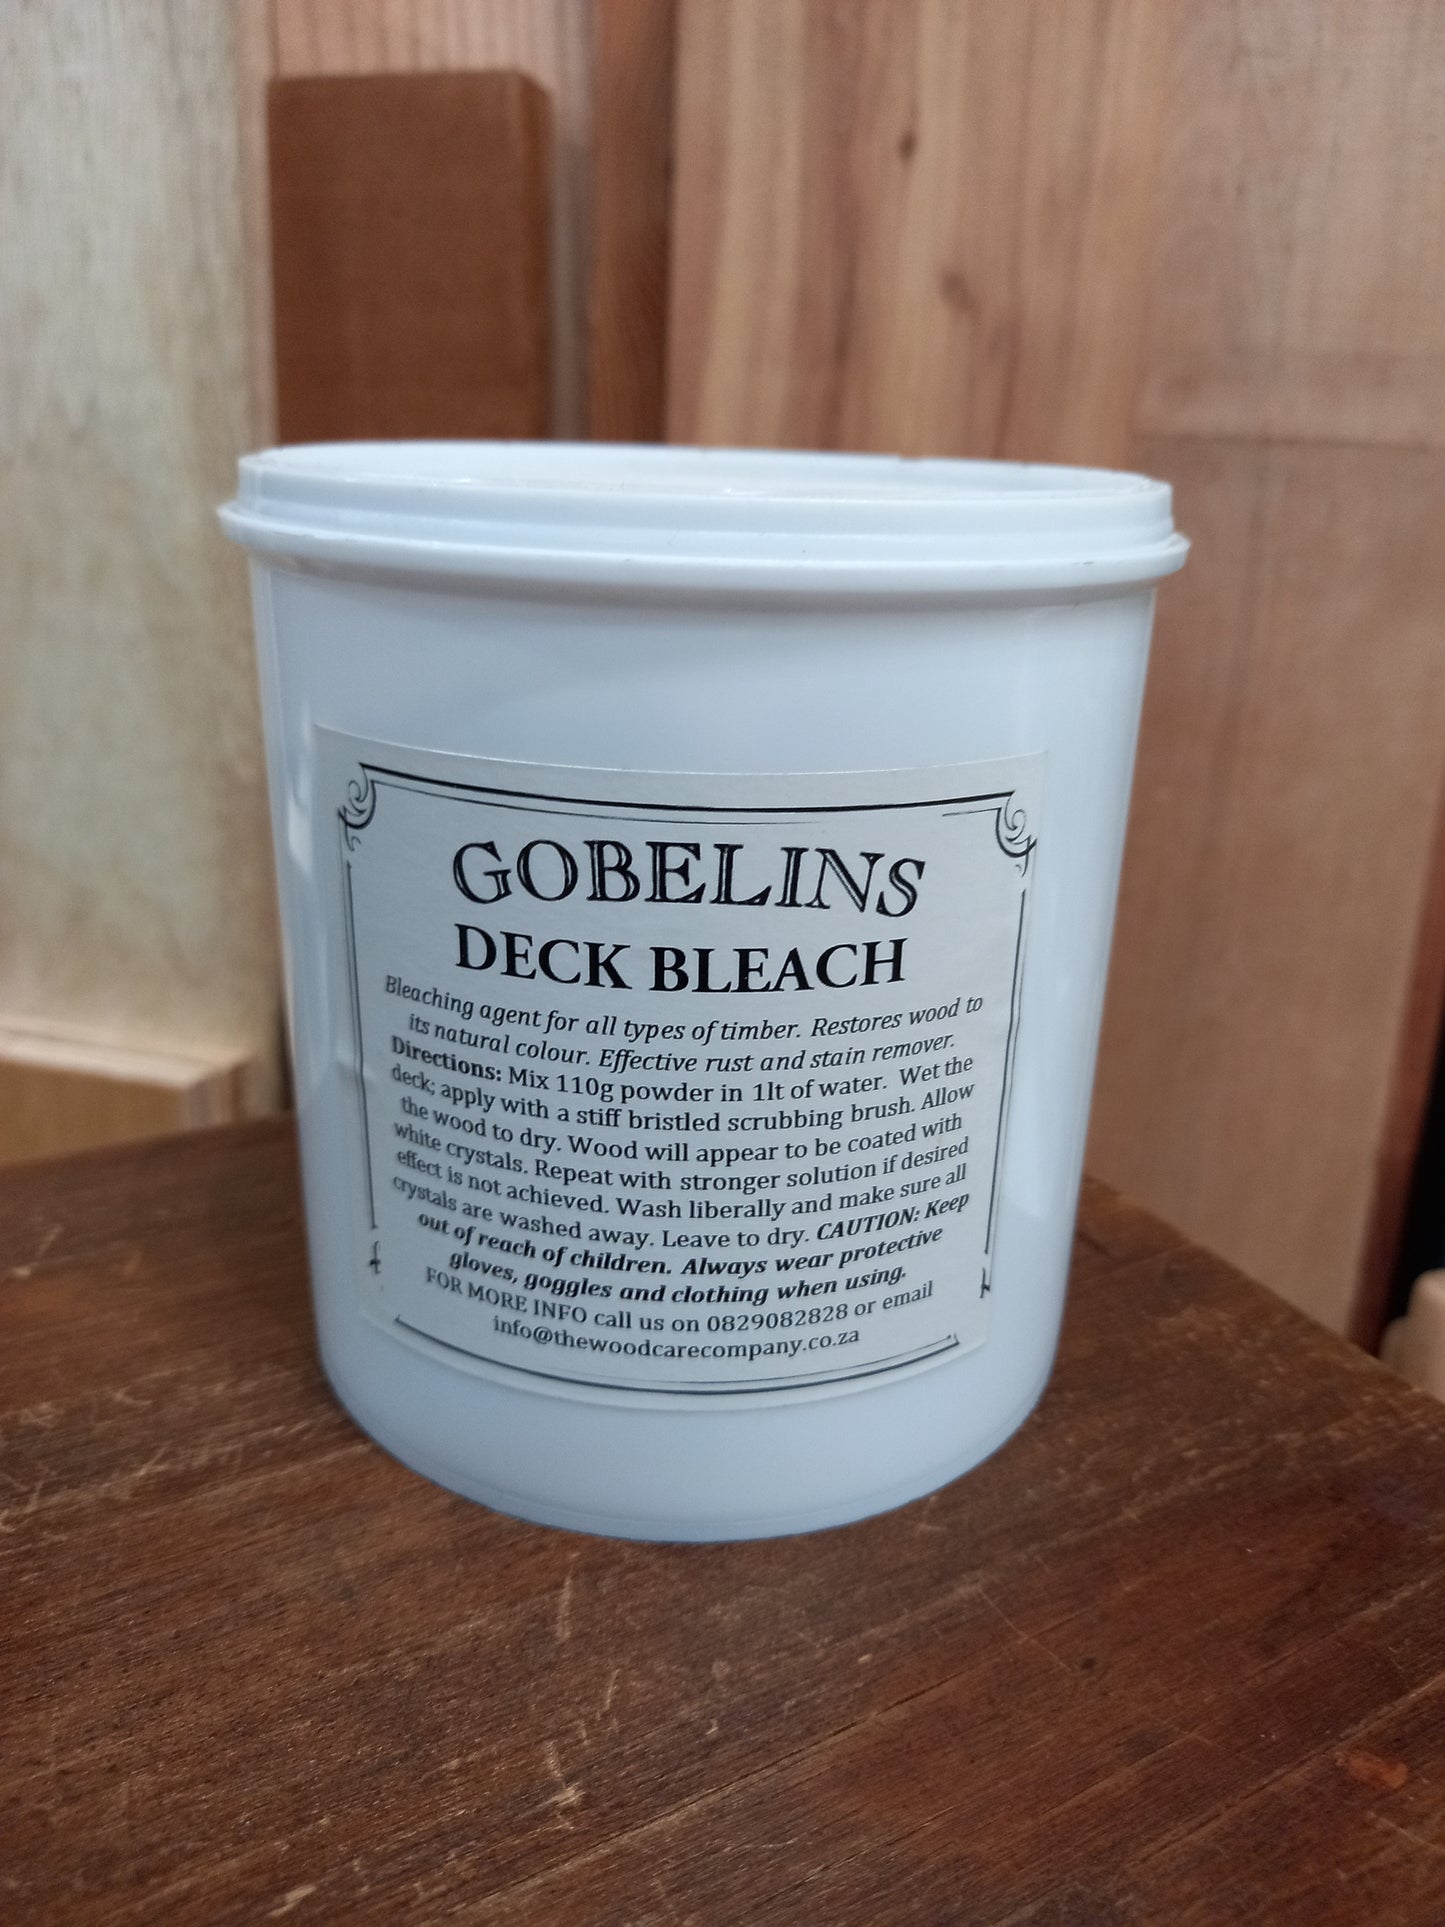 GOBELINS
DECK BLEACH
Bleaching agent for all types of timber. Restores wood to
its natural colour. Effective rust and stain remover.
Directions: Mix 110g powder in 1lt of water. Wet the
deck; apply with a stiff bristled scrubbing brush. Allow
the wood to dry. Wood will appear to be coated with
white crystals. Repeat with stronger solution if desired
effect is not achieved. Wash liberally and make sure all
crystals are washed away. Leave to dry. CAUTION: Keep
out of reach of children. Always wear protective
gloves, goggles and clothing when using.
FOR MORE INFO call us on 0829082828 or email
info@thewoodcarecompany.co.za